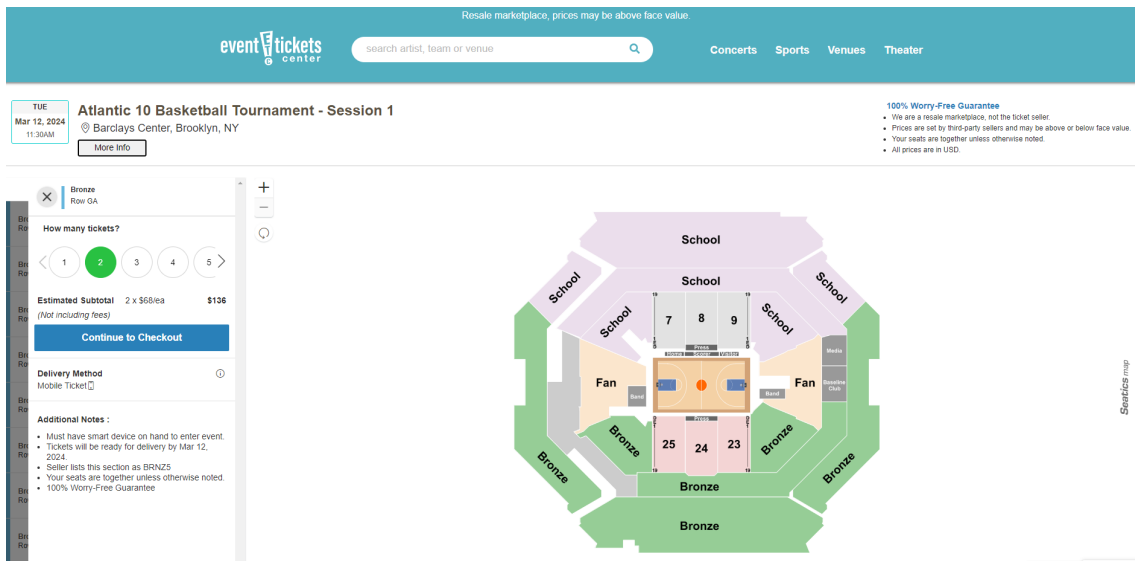 Resale marketplace, prices may be above face value.
event tickets
center
search artist, team or venue
Concerts Sports Venues Theater
TUE
Mar 12, 2024
11:30AM
Atlantic 10 Basketball Tournament - Session 1
Barclays Center, Brooklyn, NY
More Info
100% Worry-Free Guarantee
We are a resale marketplace, not the ticket seller.
Prices are set by third-party sellers and may be above or below face value.
Your seats are together unless otherwise noted.
All prices are in USD.
Bronze
Row GA
How many tickets?
1 2 3 4 5
Estimated Subtotal 2 x $68/ea $136
(Not including fees)
Continue to Checkout
Delivery Method
Mobile Ticket
Additional Notes :
Must have smart device on hand to enter event.
Tickets will be ready for delivery by Mar 12,
2024.
Seller lists this section as BRNZ5
Your seats are together unless otherwise noted.
100% Worry-Free Guarantee
School
School
School
School
School
School
7 8 9
Press
Home Scorer Visitor
Media
Fan
Fan
Baseline
Club
Band
Band
Press
Bronze
25 24 23
Bronze
Bronze
Bronze
Bronze
Bronze
Seatics map